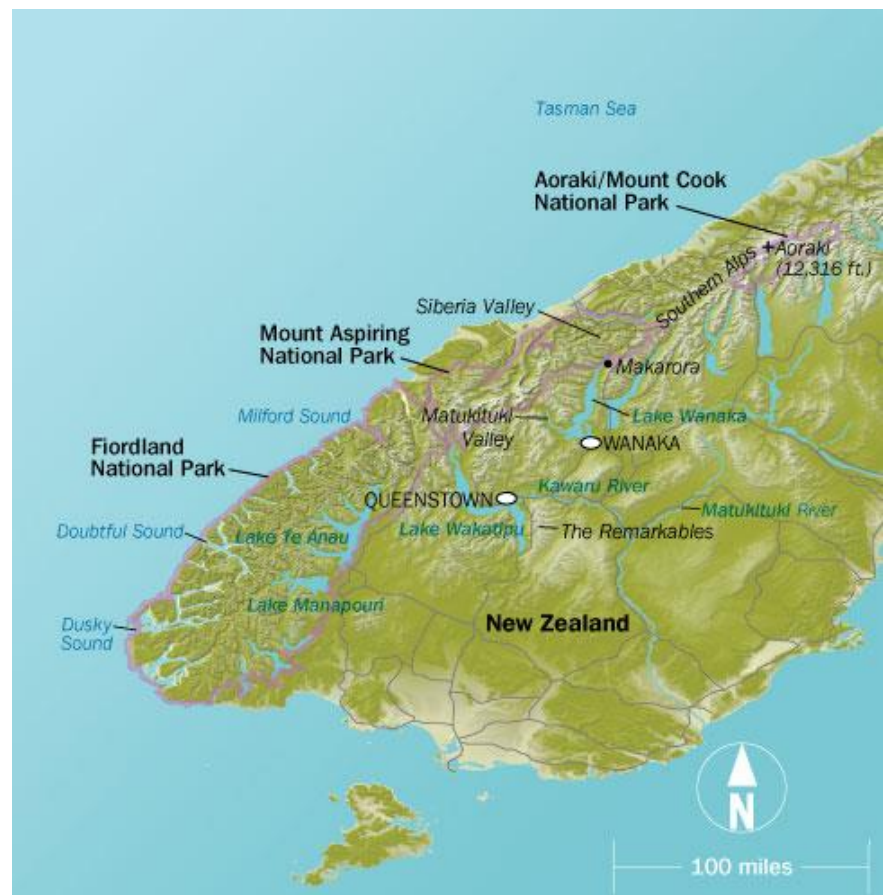 Tasman Sea
Aoraki/Mount Cook
National Park
Aoraki
(12,316 ft.)
Southern Alps
Siberia Valley
Mount Aspiring
National Park
Makarora
Milford Sound
Matukituki
Valley
Lake Wanaka
Fiordland
National Park
WANAKA
QUEENSTOWN
Kawaru River
Matukituki River
Doubtful Sound
Lake Te Anau
Lake Wakatipu
The Remarkables
Lake Manapouri
Dusky
Sound
New Zealand
N
100 miles